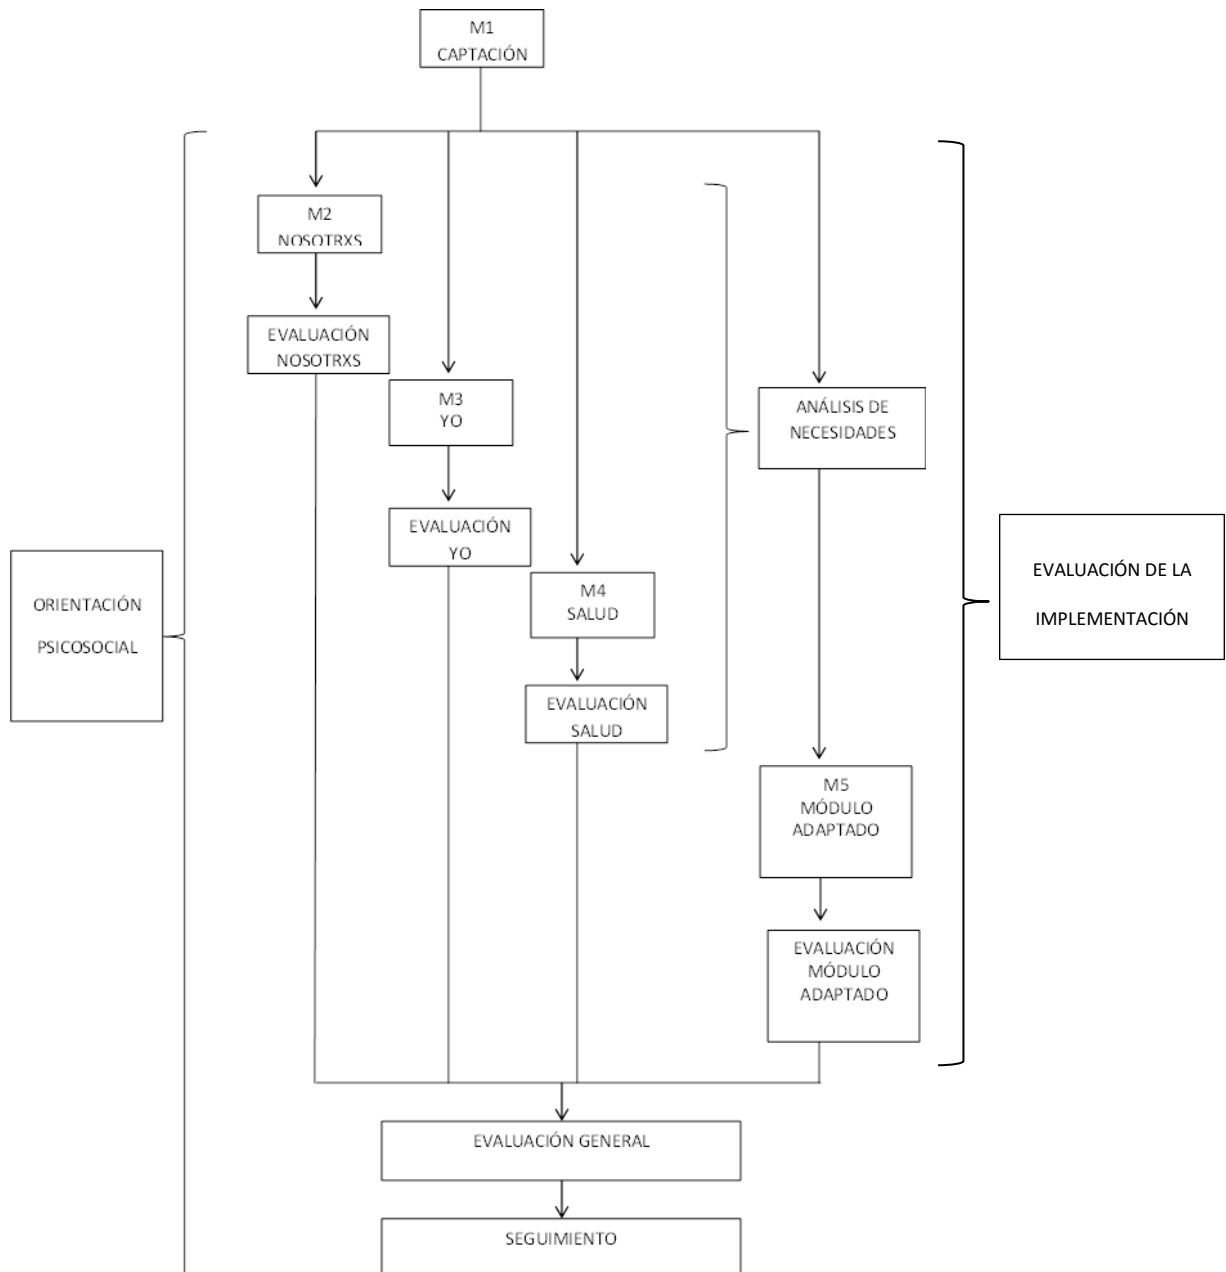 M1
CAPTACIÓN
M2
NOSOTRXS
EVALUACIÓN
NOSOTRXS
M3
YO
EVALUACIÓN
YO
M4
SALUD
EVALUACIÓN
SALUD
ANÁLISIS DE
NECESIDADES
M5
MÓDULO
ADAPTADO
EVALUACIÓN
MÓDULO
ADAPTADO
ORIENTACIÓN
PSICOSOCIAL
EVALUACIÓN DE LA
IMPLEMENTACIÓN
EVALUACIÓN GENERAL
SEGUIMIENTO